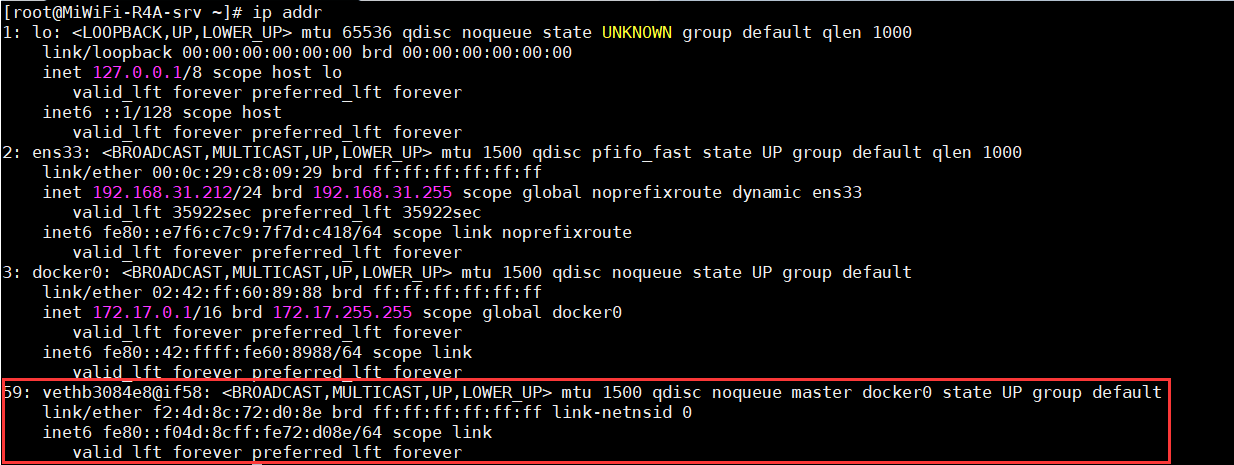 [root@MiWiFi-R4A-srv ~]# ip addr
1: lo: <LOOPBACK,UP,LOWER_UP> mtu 65536 qdisc noqueue state UNKNOWN group default qlen 1000
    link/loopback 00:00:00:00:00:00 brd 00:00:00:00:00:00
    inet 127.0.0.1/8 scope host lo
       valid_lft forever preferred_lft forever
    inet6 ::1/128 scope host
       valid_lft forever preferred_lft forever
2: ens33: <BROADCAST,MULTICAST,UP,LOWER_UP> mtu 1500 qdisc pfifo_fast state UP group default qlen 1000
    link/ether 00:0c:29:c8:09:29 brd ff:ff:ff:ff:ff:ff
    inet 192.168.31.212/24 brd 192.168.31.255 scope global noprefixroute dynamic ens33
       valid_lft 35922sec preferred_lft 35922sec
    inet6 fe80::e7f6:c7c9:7f7d:c418/64 scope link noprefixroute
       valid_lft forever preferred_lft forever
3: docker0: <BROADCAST,MULTICAST,UP,LOWER_UP> mtu 1500 qdisc noqueue state UP group default
    link/ether 02:42:ff:60:89:88 brd ff:ff:ff:ff:ff:ff
    inet 172.17.0.1/16 brd 172.17.255.255 scope global docker0
       valid_lft forever preferred_lft forever
    inet6 fe80::42:ffff:fe60:8988/64 scope link
       valid_lft forever preferred_lft forever
59: vethb3084e8@if58: <BROADCAST,MULTICAST,UP,LOWER_UP> mtu 1500 qdisc noqueue master docker0 state UP group default
    link/ether f2:4d:8c:72:d0:8e brd ff:ff:ff:ff:ff:ff link-netnsid 0
    inet6 fe80::f04d:8cff:fe72:d08e/64 scope link
       valid_lft forever preferred_lft forever